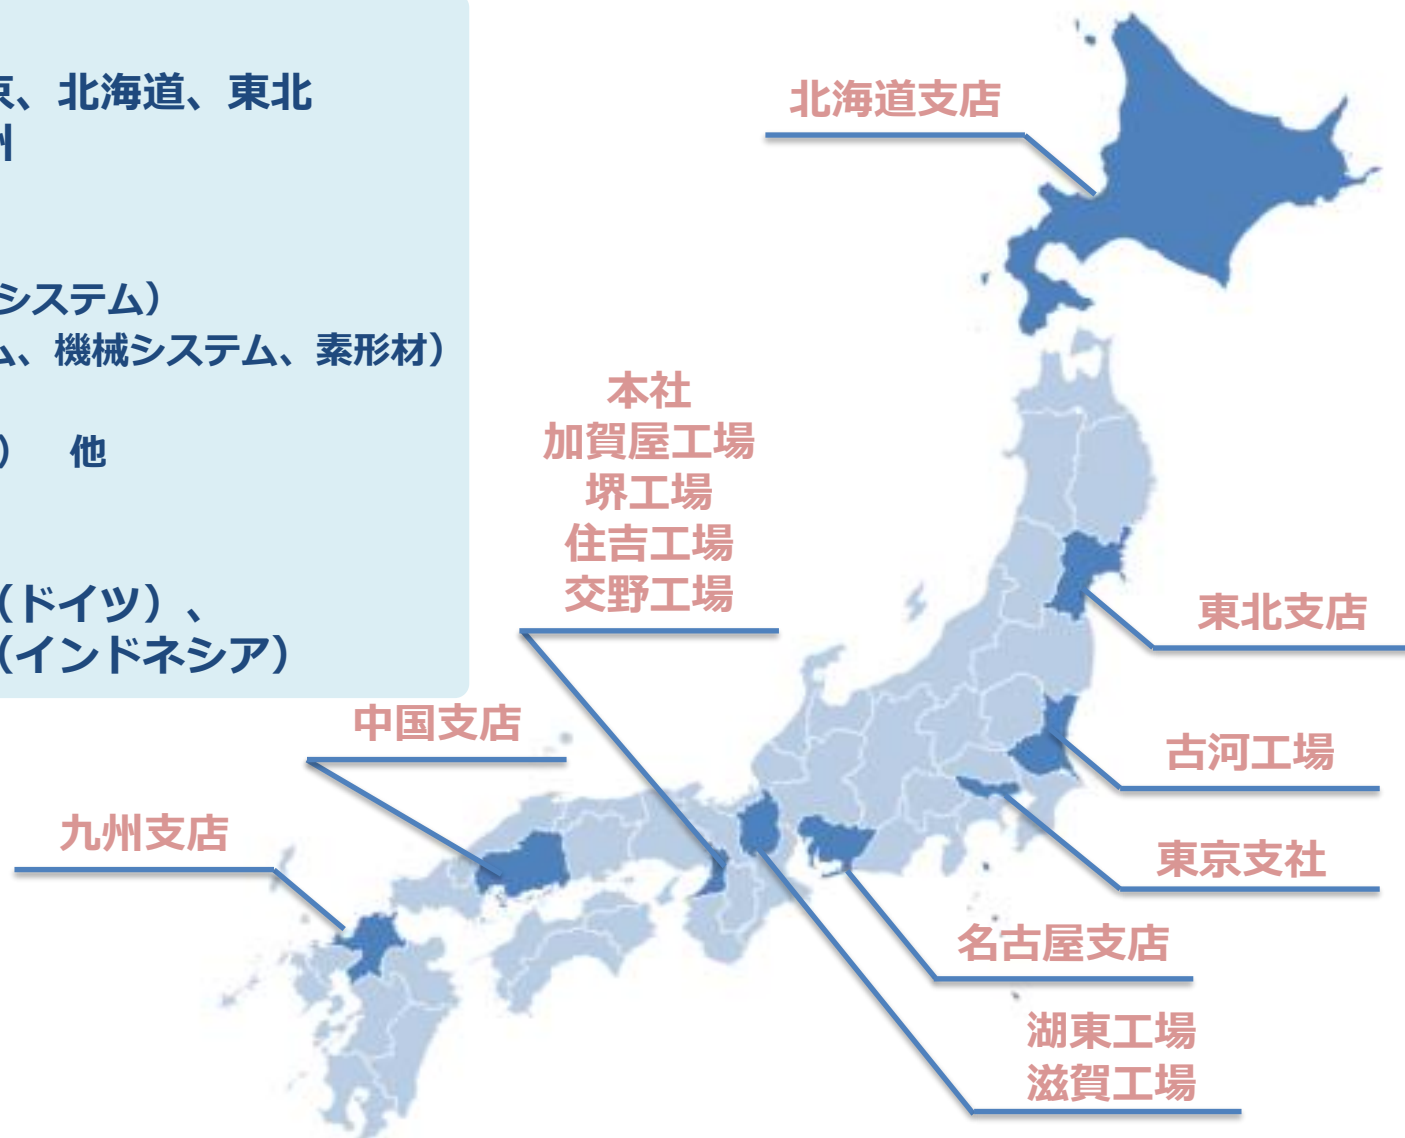 京、北海道、東北
州
システム）
ム、機械システム、素形材）
） 他
（ドイツ）、
（インドネシア）
北海道支店
本社
加賀屋工場
堺工場
住吉工場
交野工場
東北支店
中国支店
古河工場
九州支店
東京支社
名古屋支店
湖東工場
滋賀工場